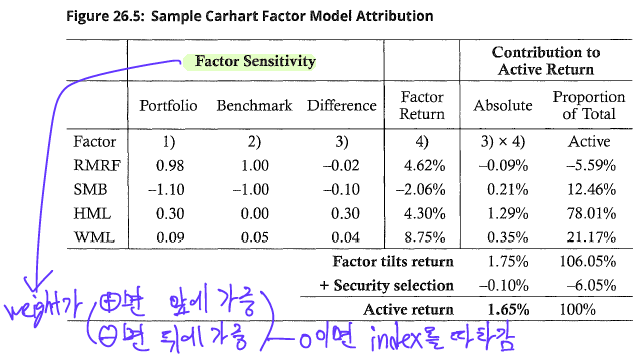 Figure 26.5: Sample Carhart Factor Model Attribution
Factor Sensitivity Contribution to
Active Return
Portfolio Benchmark Difference Factor
Return Absolute Proportion
of Total
Factor 1) 2) 3) 4) 3) × 4) Active
RMRF 0.98 1.00 −0.02 4.62% −0.09% −5.59%
SMB −1.10 −1.00 −0.10 −2.06% 0.21% 12.46%
HML 0.30 0.00 0.30 4.30% 1.29% 78.01%
WML 0.09 0.05 0.04 8.75% 0.35% 21.17%
Factor tilts return 1.75% 106.05%
+ Security selection −0.10% −6.05%
Active return 1.65% 100%
weight가 ⊕면 앞에 가중
⊖면 뒤에 가중 0이면 index를 따라감